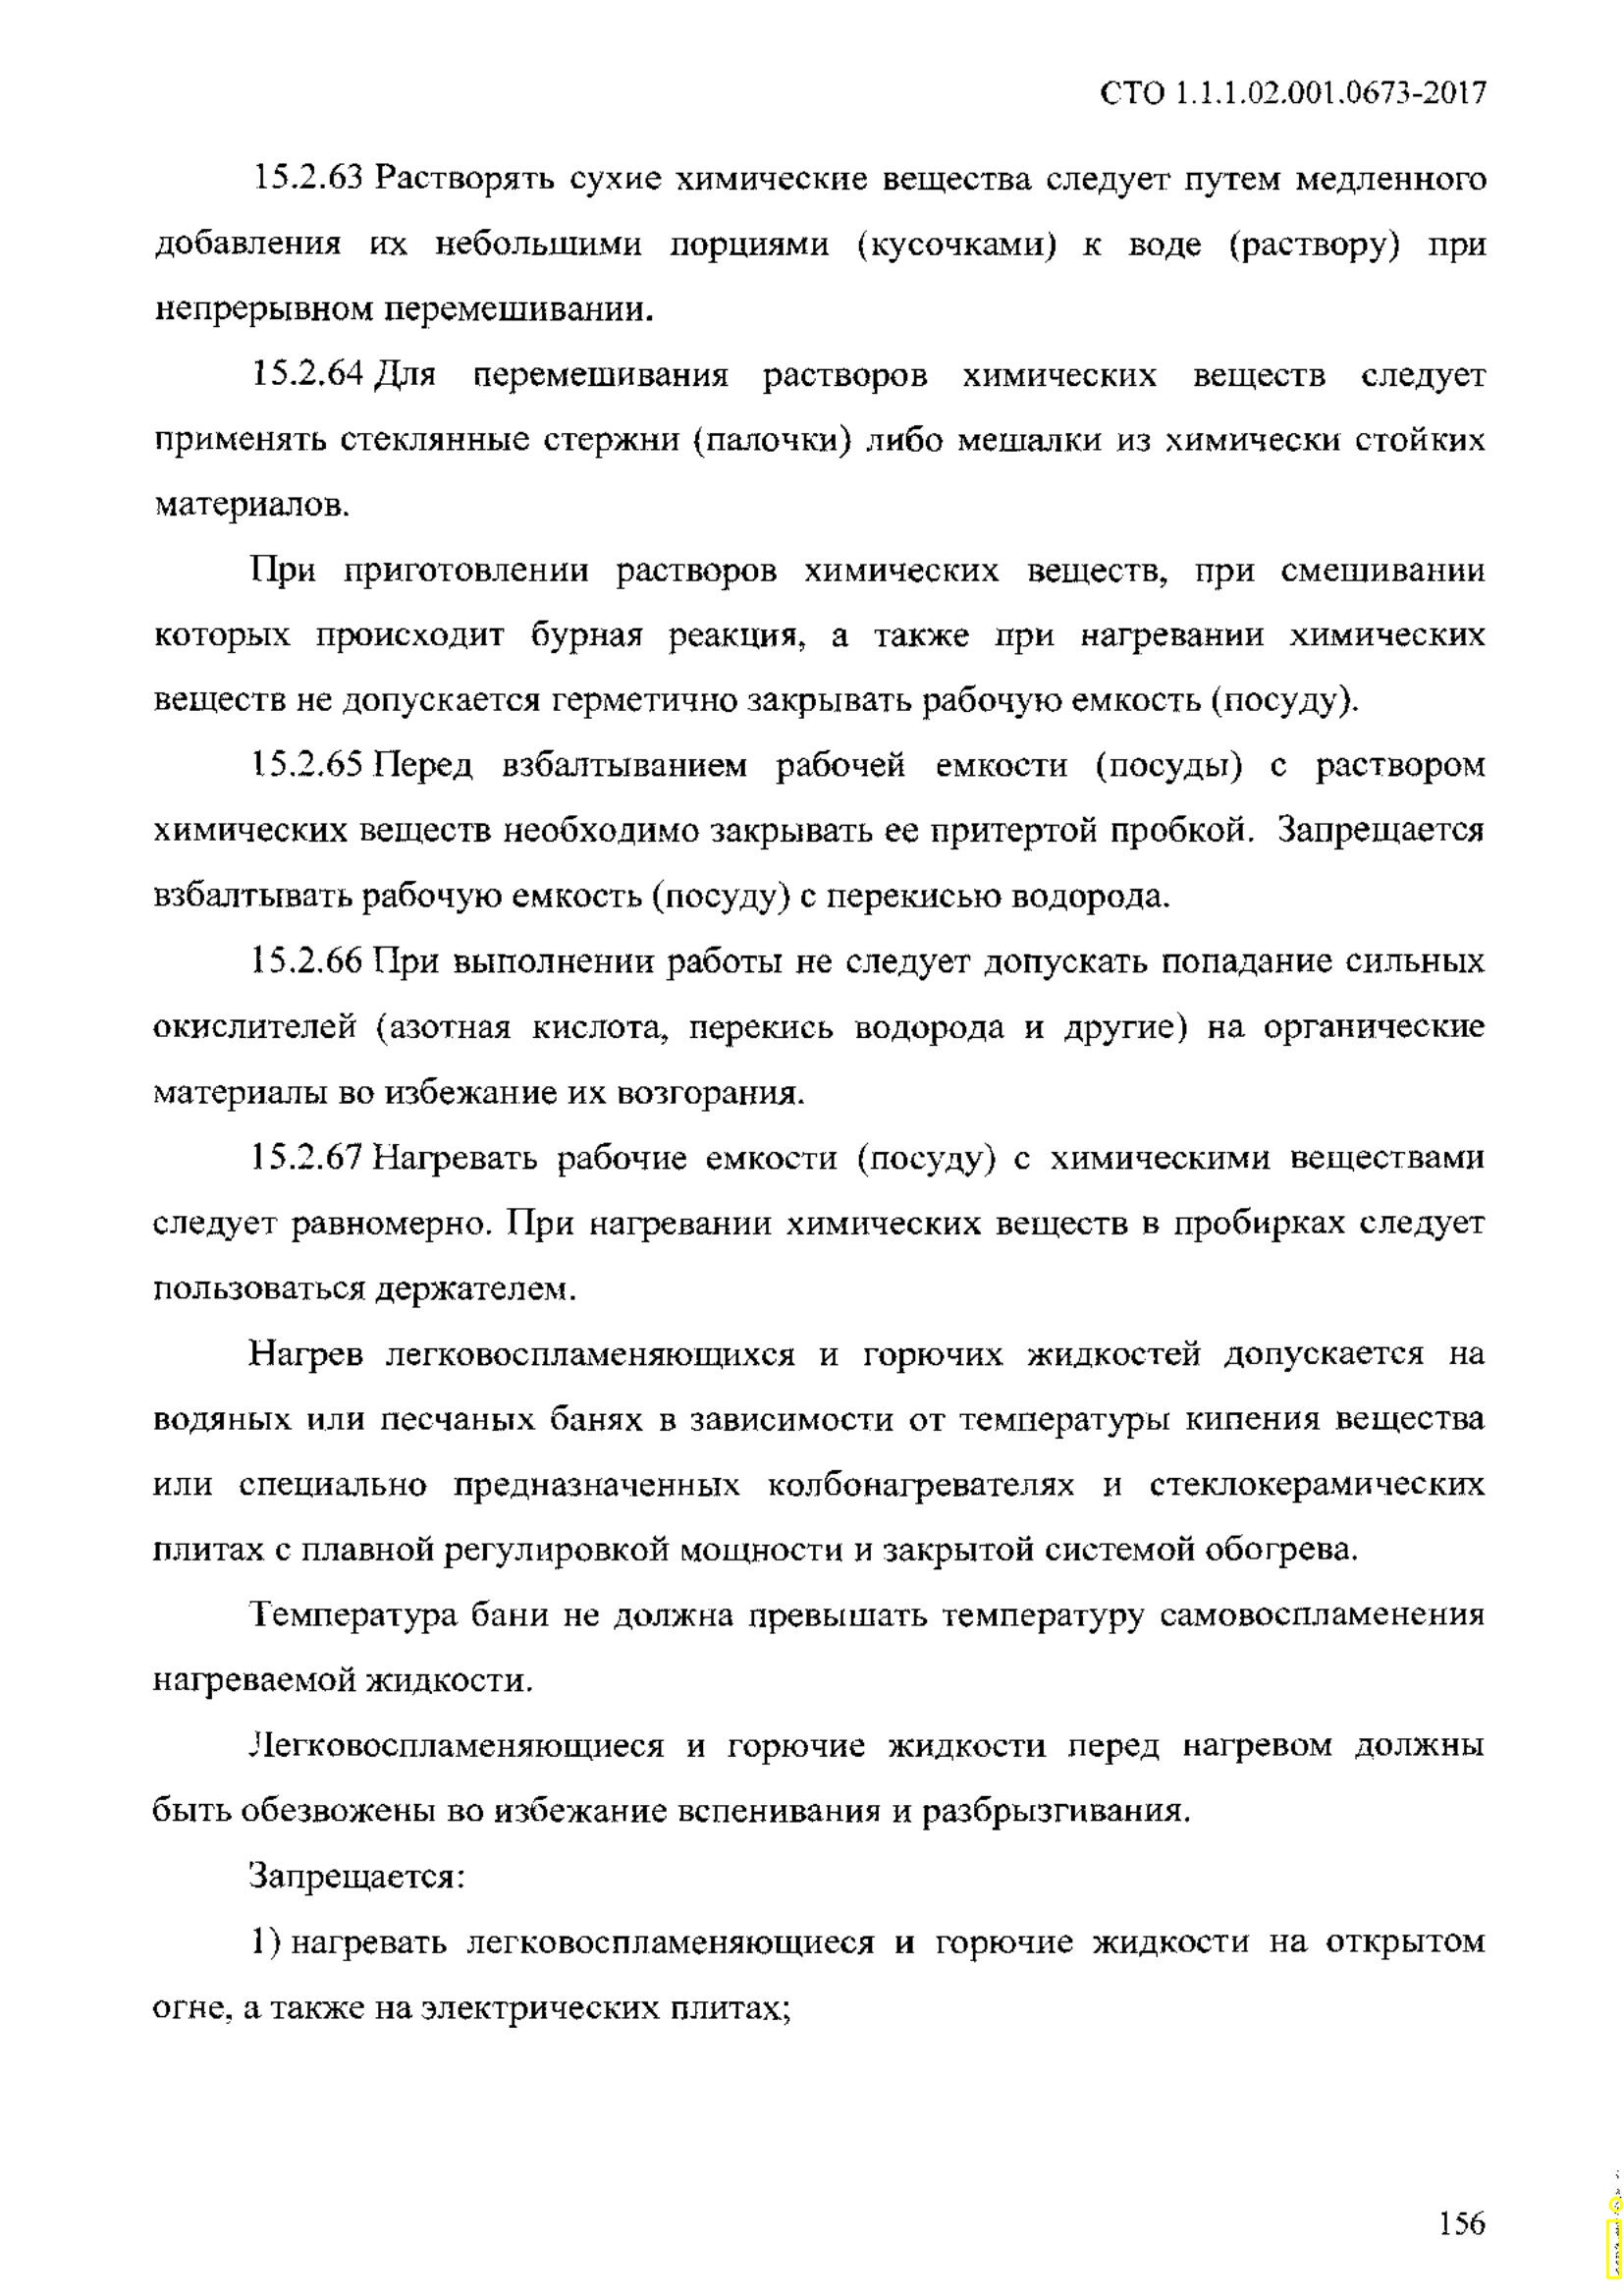 СТО 1.1.1.02.001.0673-2017
15.2.63 Растворять сухие химические вещества следует путем медленного
добавления их небольшими порциями (кусочками) к воде (раствору) при
непрерывном перемешивании.
15.2.64 Для перемешивания растворов химических веществ следует
применять стеклянные стержни (палочки) либо мешалки из химически стойких
материалов.
При приготовлении растворов химических веществ, при смешивании
которых происходит бурная реакция, а также при нагревании химических
веществ не допускается герметично закрывать рабочую емкость (посуду).
15.2.65 Перед взбалтыванием рабочей емкости (посуды) с раствором
химических веществ необходимо закрывать ее притертой пробкой. Запрещается
взбалтывать рабочую емкость (посуду) с перекисью водорода.
15.2.66 При выполнении работы не следует допускать попадание сильных
окислителей (азотная кислота, перекись водорода и другие) на органические
материалы во избежание их возгорания.
15.2.67 Нагревать рабочие емкости (посуду) с химическими веществами
следует равномерно. При нагревании химических веществ в пробирках следует
пользоваться держателем.
Нагрев легковоспламеняющихся и горючих жидкостей допускается на
водяных или песчаных банях в зависимости от температуры кипения вещества
или специально предназначенных колбонагревателях и стеклокерамических
плитах с плавной регулировкой мощности и закрытой системой обогрева.
Температура бани не должна превышать температуру самовоспламенения
нагреваемой жидкости.
Легковоспламеняющиеся и горючие жидкости перед нагревом должны
быть обезвожены во избежание вспенивания и разбрызгивания.
Запрещается:
1) нагревать легковоспламеняющиеся и горючие жидкости на открытом
огне, а также на электрических плитах;
156